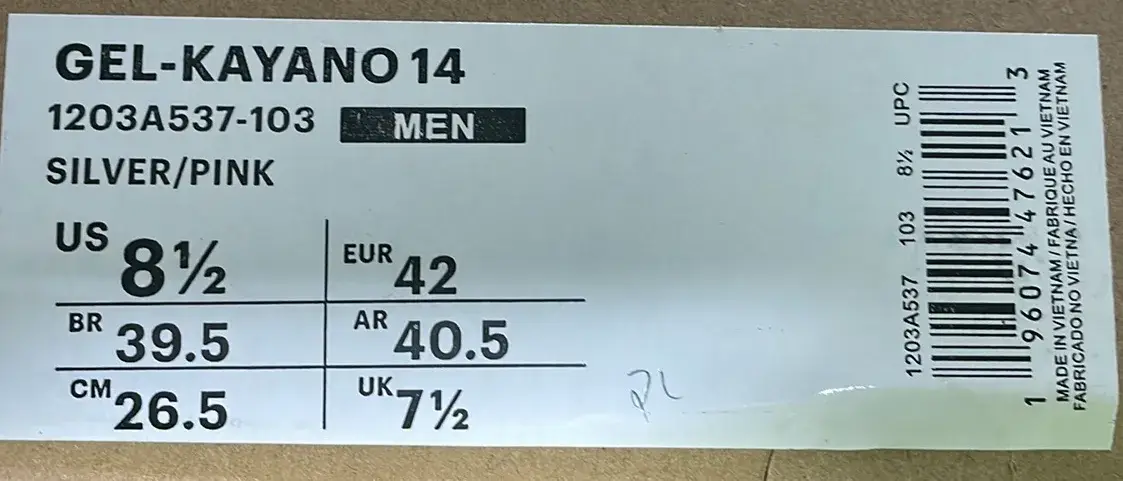 GEL-KAYANO 14
1203A537-103 MEN
SILVER/PINK
US 8½ EUR 42
BR 39.5 AR 40.5
CM 26.5 UK 7½
1203A537 103 8½ UPC
1 96074 47621 3
MADE IN VIETNAM / FABRIQUE AU VIETNAM
FABRICADO NO VIETNA / HECHO EN VIETNAM